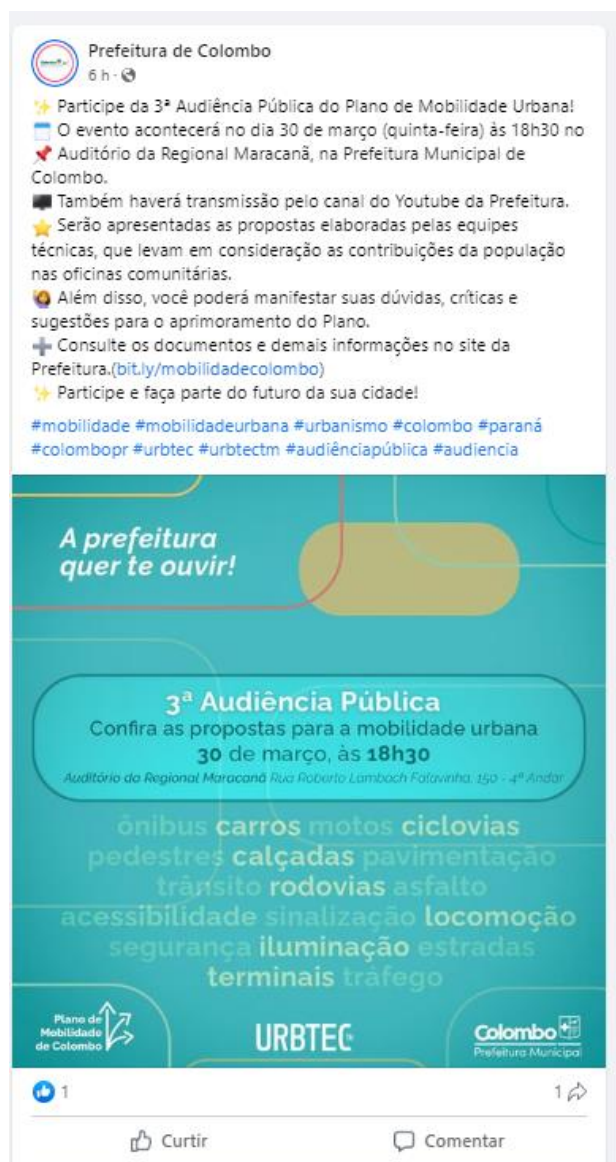 Prefeitura de Colombo
6 h ·
✨ Participe da 3ª Audiência Pública do Plano de Mobilidade Urbana!
🗓️ O evento acontecerá no dia 30 de março (quinta-feira) às 18h30 no
📌 Auditório da Regional Maracanã, na Prefeitura Municipal de
Colombo.
🖥️ Também haverá transmissão pelo canal do Youtube da Prefeitura.
⭐ Serão apresentadas as propostas elaboradas pelas equipes
técnicas, que levam em consideração as contribuições da população
nas oficinas comunitárias.
🙋 Além disso, você poderá manifestar suas dúvidas, críticas e
sugestões para o aprimoramento do Plano.
➕ Consulte os documentos e demais informações no site da
Prefeitura.(bit.ly/mobilidadecolombo)
✨ Participe e faça parte do futuro da sua cidade!
#mobilidade #mobilidadeurbana #urbanismo #colombo #paraná
#colombopr #urbtec #urbtectm #audiênciapública #audiencia
A prefeitura
quer te ouvir!
3ª Audiência Pública
Confira as propostas para a mobilidade urbana
30 de março, às 18h30
Auditório da Regional Maracanã Rua Roberto Lambach Falavinha, 150 - 4º Andar
ônibus carros motos ciclovias
pedestres calçadas pavimentação
trânsito rodovias asfalto
acessibilidade sinalização locomoção
segurança iluminação estradas
terminais tráfego
Plano de
Mobilidade
de Colombo
URBTEC
Colombo
Prefeitura Municipal
1
1
Curtir
Comentar